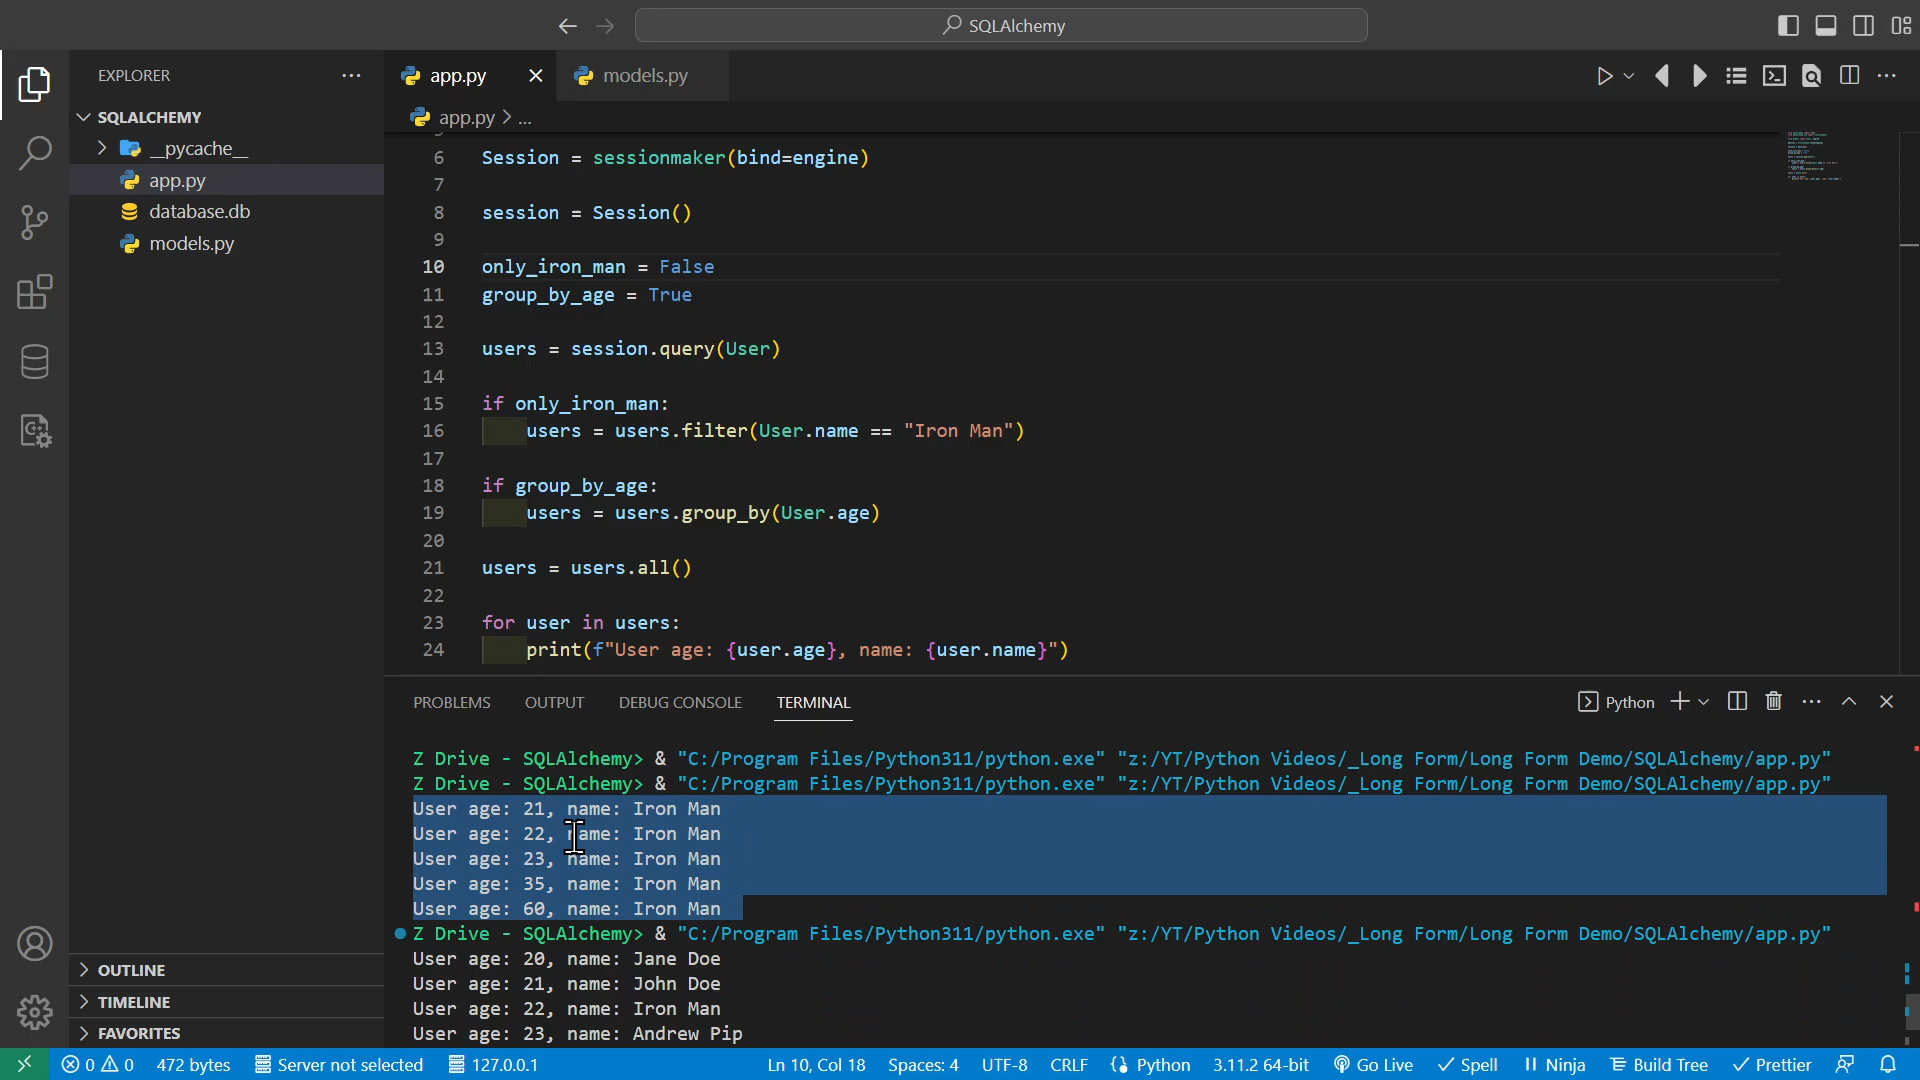 SQLAlchemy
EXPLORER
SQLALCHEMY
__pycache__
app.py
database.db
models.py
OUTLINE
TIMELINE
FAVORITES
app.py
models.py
app.py > ...
6 Session = sessionmaker(bind=engine)
7
8 session = Session()
9
10 only_iron_man = False
11 group_by_age = True
12
13 users = session.query(User)
14
15 if only_iron_man:
16 users = users.filter(User.name == "Iron Man")
17
18 if group_by_age:
19 users = users.group_by(User.age)
20
21 users = users.all()
22
23 for user in users:
24 print(f"User age: {user.age}, name: {user.name}")
PROBLEMS OUTPUT DEBUG CONSOLE TERMINAL
Python
Z Drive - SQLAlchemy> & "C:/Program Files/Python311/python.exe" "z:/YT/Python Videos/_Long Form/Long Form Demo/SQLAlchemy/app.py"
Z Drive - SQLAlchemy> & "C:/Program Files/Python311/python.exe" "z:/YT/Python Videos/_Long Form/Long Form Demo/SQLAlchemy/app.py"
User age: 21, name: Iron Man
User age: 22, name: Iron Man
User age: 23, name: Iron Man
User age: 35, name: Iron Man
User age: 60, name: Iron Man
Z Drive - SQLAlchemy> & "C:/Program Files/Python311/python.exe" "z:/YT/Python Videos/_Long Form/Long Form Demo/SQLAlchemy/app.py"
User age: 20, name: Jane Doe
User age: 21, name: John Doe
User age: 22, name: Iron Man
User age: 23, name: Andrew Pip
0 0 472 bytes Server not selected 127.0.0.1 Ln 10, Col 18 Spaces: 4 UTF-8 CRLF Python 3.11.2 64-bit Go Live Spell Ninja Build Tree Prettier